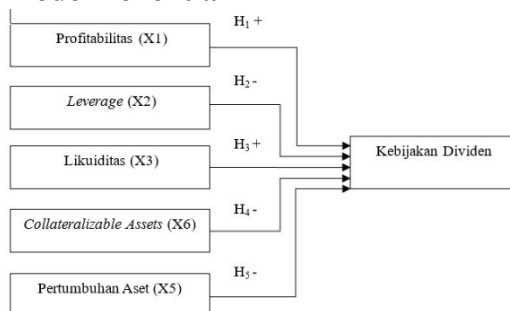 H₁ +
Profitabilitas (X1)
H₂ -
Leverage (X2)
H₃ +
Likuiditas (X3)
Kebijakan Dividen
H₄ -
Collateralizable Assets (X6)
H₅ -
Pertumbuhan Aset (X5)